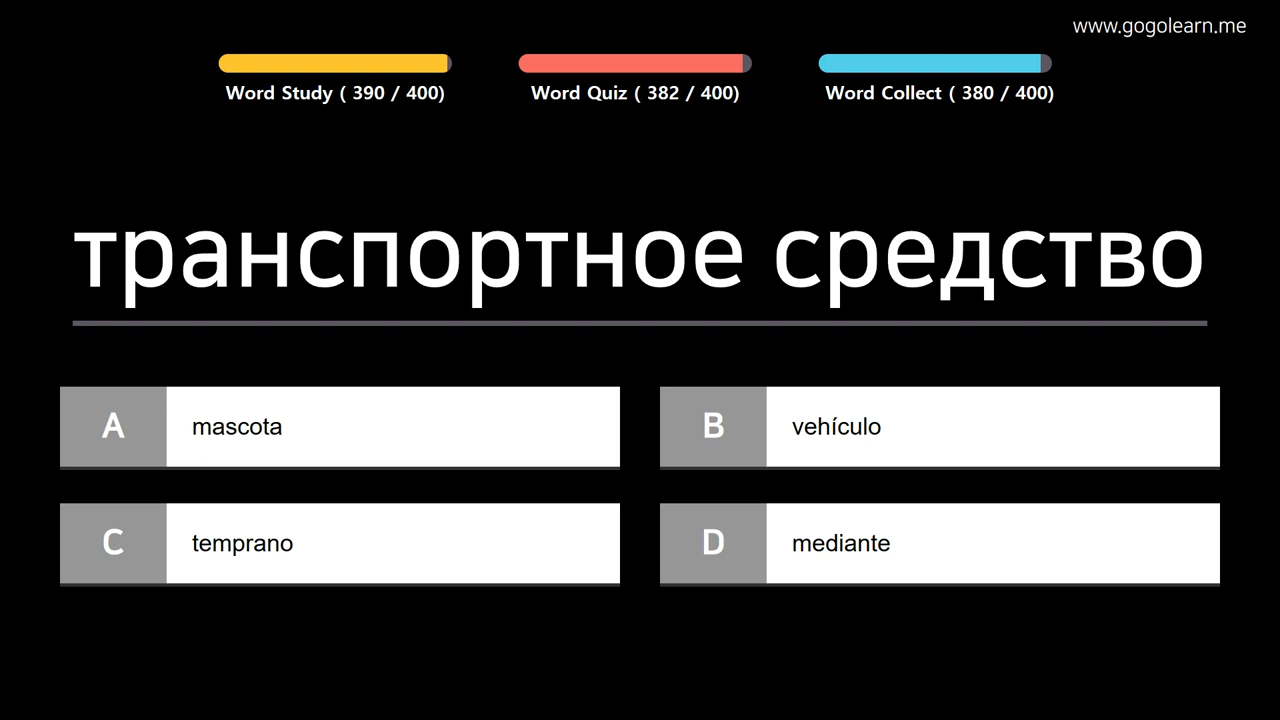 www.gogolearn.me
Word Study ( 390 / 400)
Word Quiz ( 382 / 400)
Word Collect ( 380 / 400)
транспортное средство
A mascota
B vehículo
C temprano
D mediante